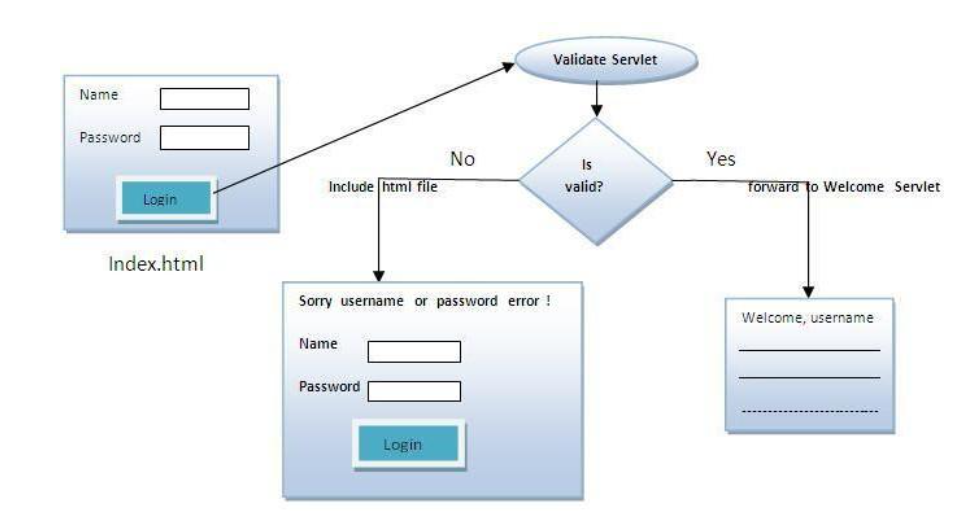 Validate Servlet
Name
Password
Login
Index.html
Is
valid?
No
Include html file
Yes
forward to Welcome Servlet
Sorry username or password error !
Name
Password
Login
Welcome, username